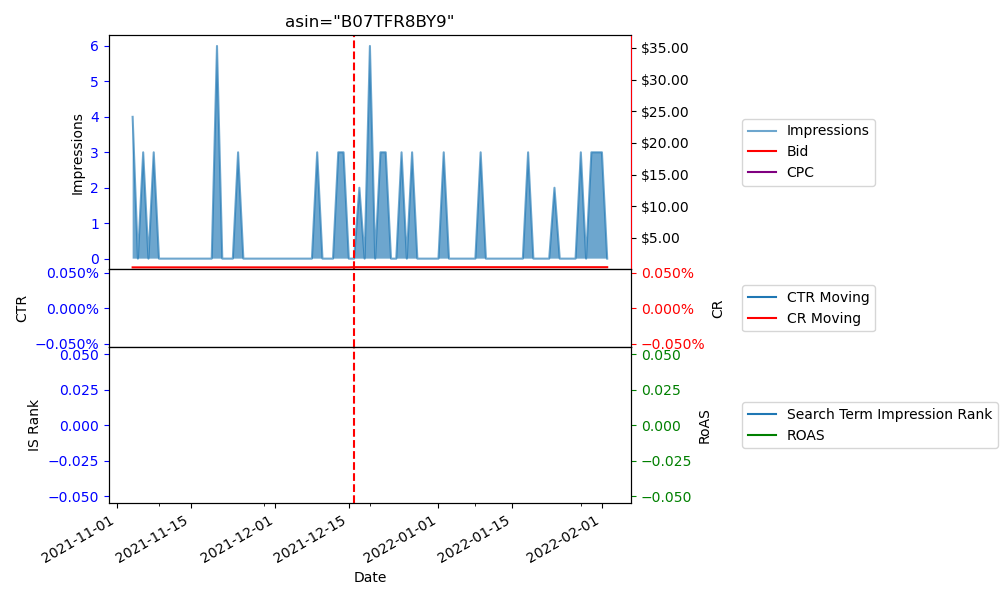 asin="B07TFR8BY9"
Impressions
6
5
4
3
2
1
0
$35.00
$30.00
$25.00
$20.00
$15.00
$10.00
$5.00
Impressions
Bid
CPC
CTR
0.050%
0.000%
−0.050%
0.050%
0.000%
−0.050%
CR
CTR Moving
CR Moving
IS Rank
0.050
0.025
0.000
−0.025
−0.050
0.050
0.025
0.000
−0.025
−0.050
RoAS
Search Term Impression Rank
ROAS
2021-11-01
2021-11-15
2021-12-01
2021-12-15
2022-01-01
2022-01-15
2022-02-01
Date